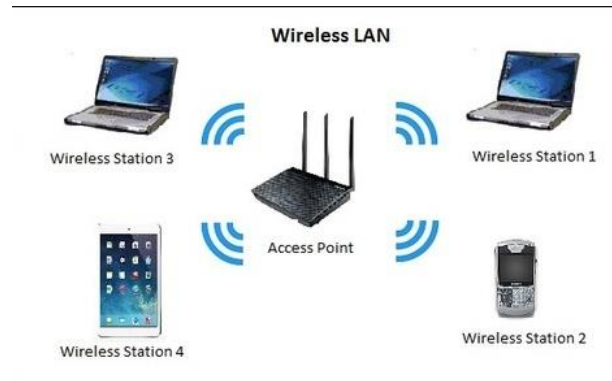 Wireless LAN
Wireless Station 3
Wireless Station 1
Access Point
Wireless Station 4
Wireless Station 2